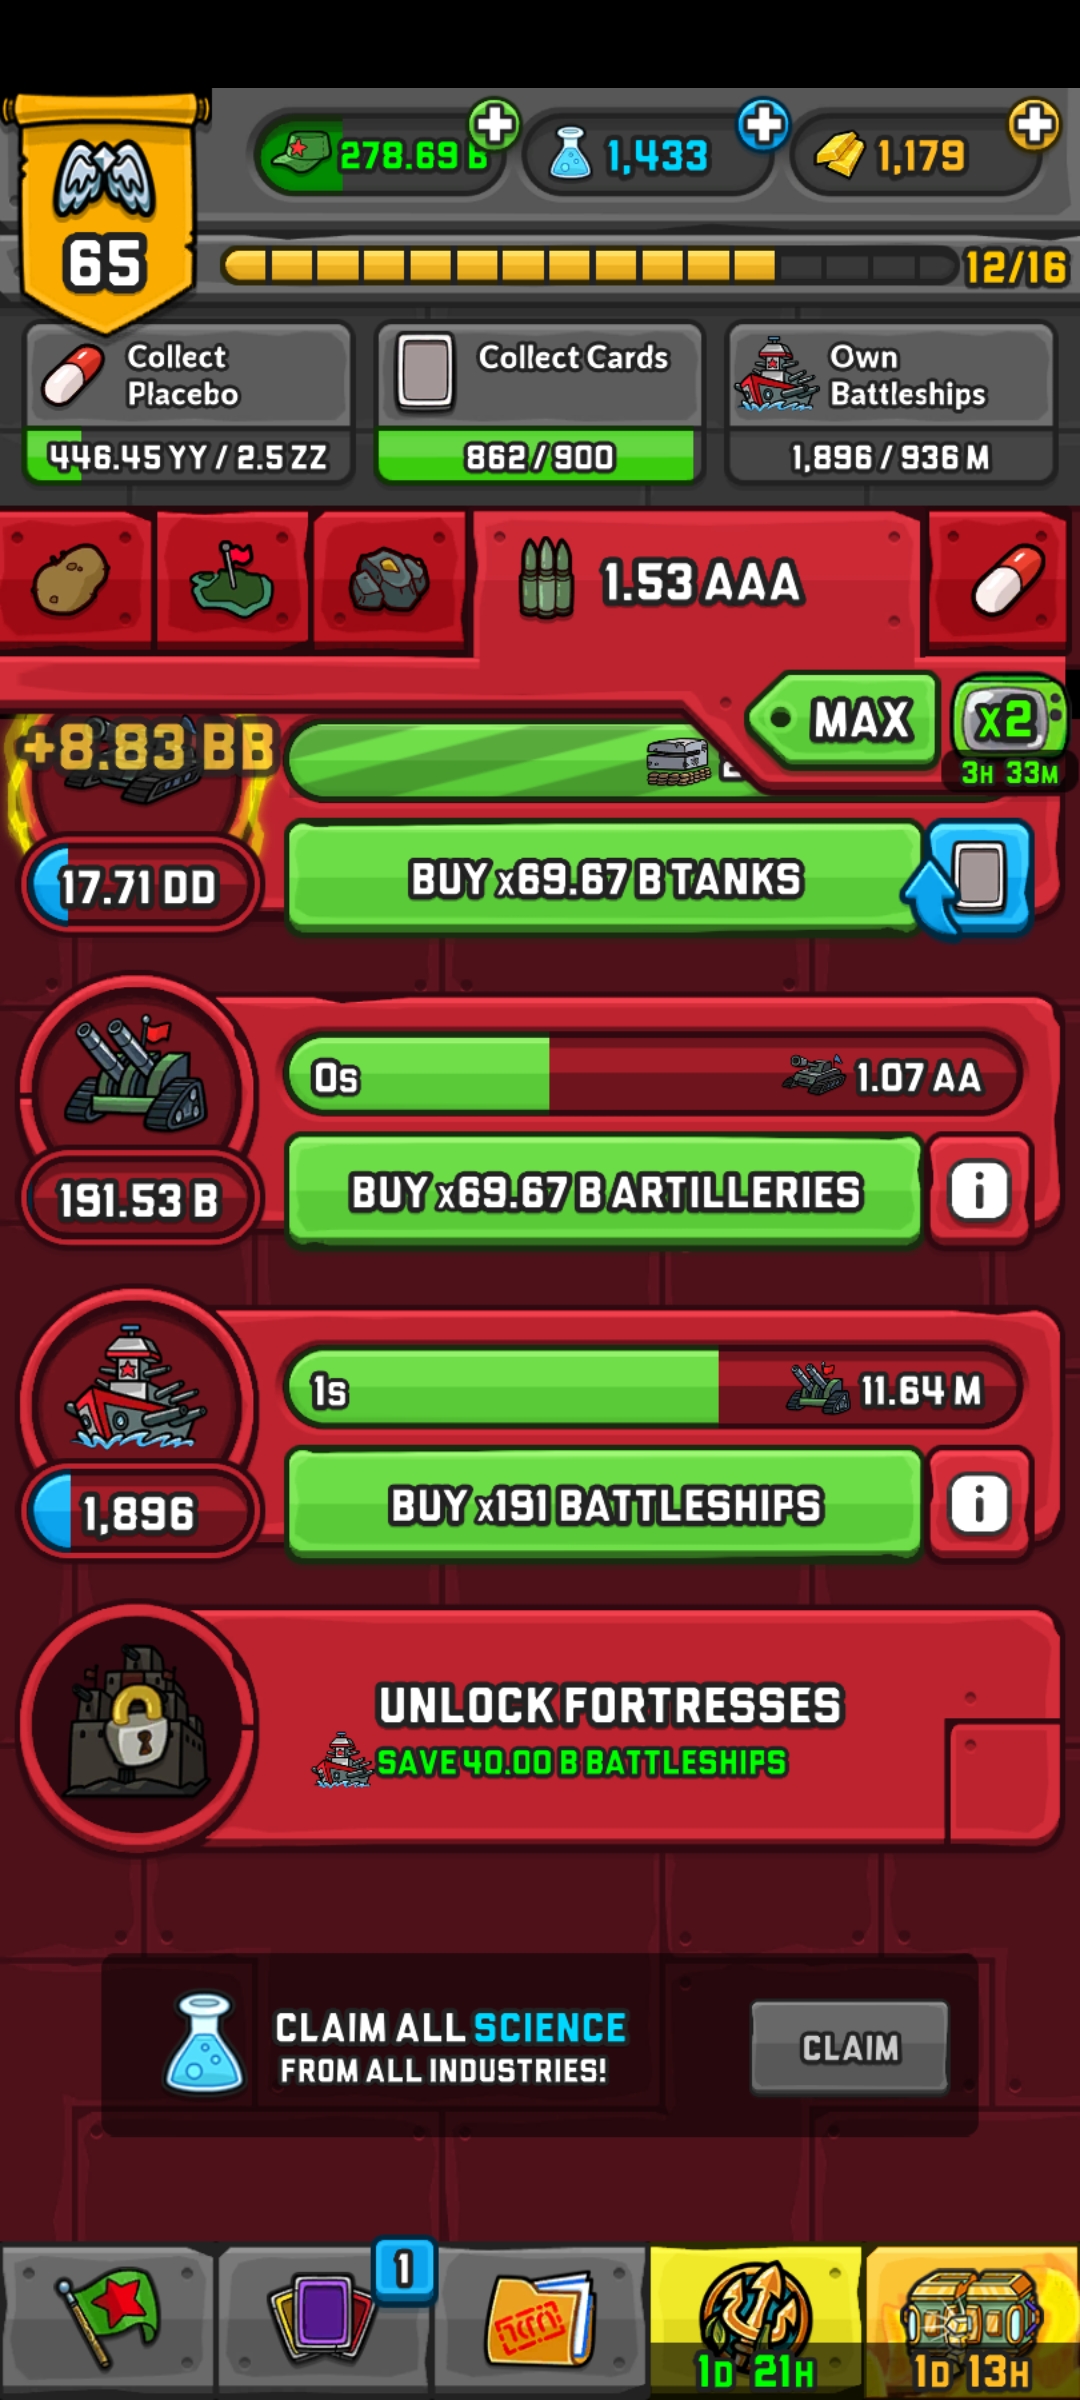 278.69 B
1,433
1,179
65
12/16
Collect
Placebo
446.45 YY / 2.5 ZZ
Collect Cards
862/900
Own
Battleships
1,896 / 936 M
1.53 AAA
MAX
x2
3H 33M
+8.83 BB
17.71 DD
BUY x69.67 B TANKS
0s
1.07 AA
191.53 B
BUY x69.67 B ARTILLERIES
i
1s
11.64 M
1,896
BUY x191 BATTLESHIPS
i
UNLOCK FORTRESSES
SAVE 40.00 B BATTLESHIPS
CLAIM ALL SCIENCE
FROM ALL INDUSTRIES!
CLAIM
1
1D 21H
1D 13H